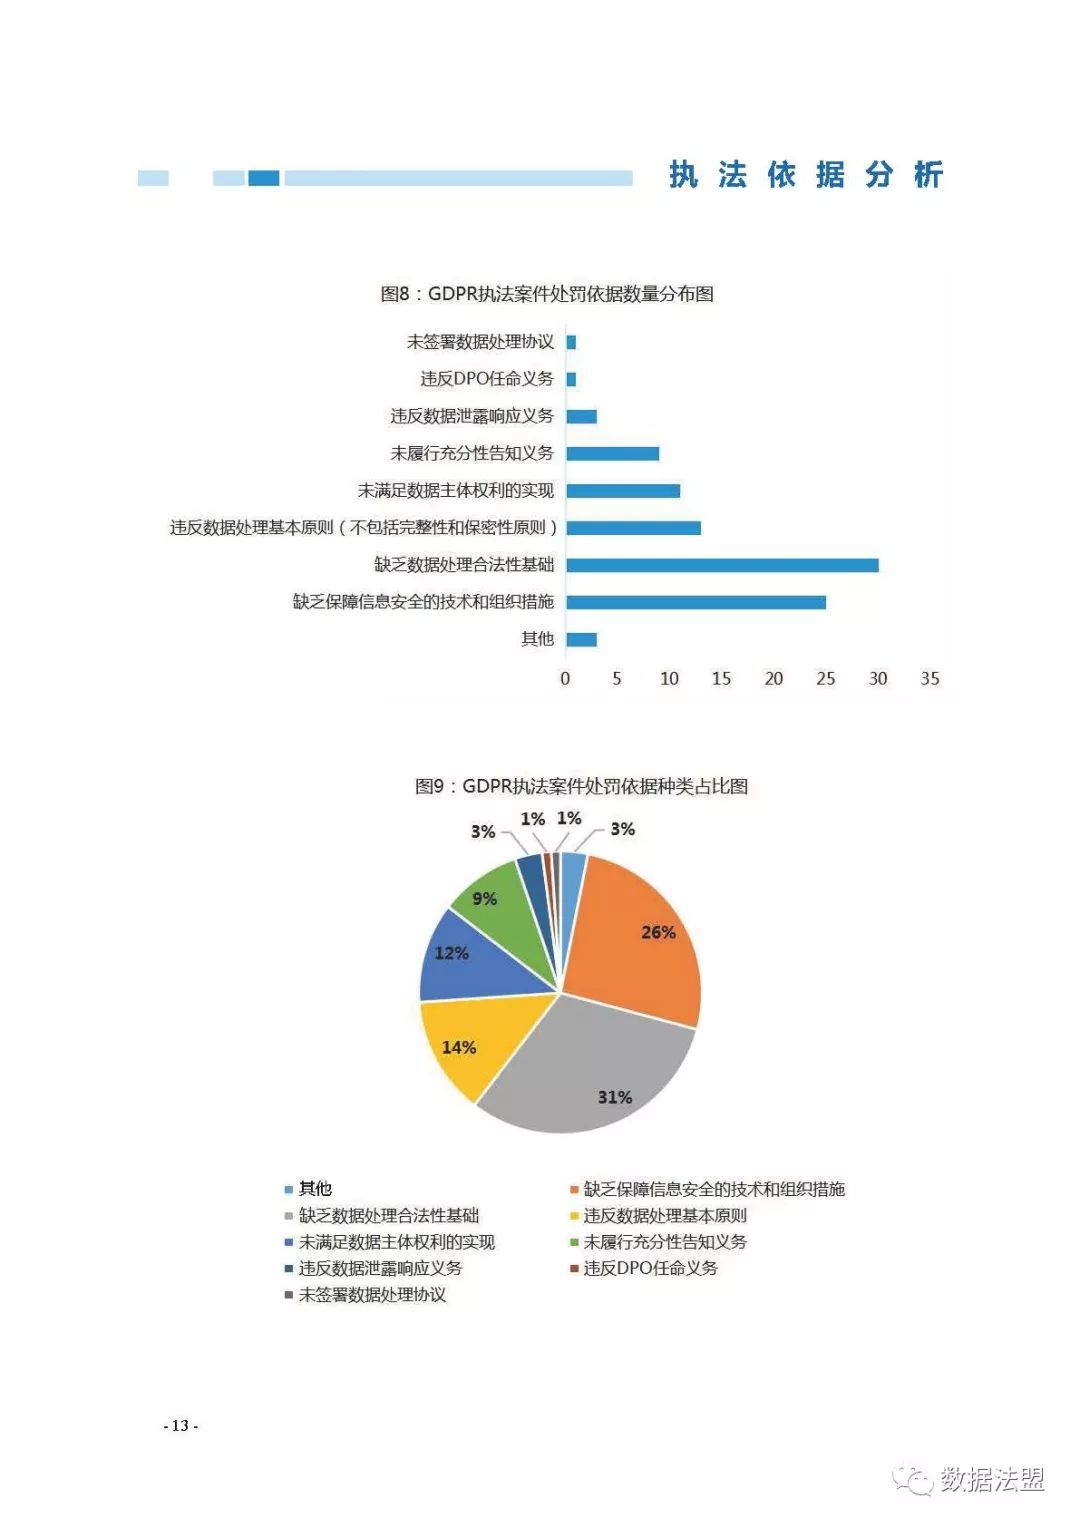 执法依据分析
图8：GDPR执法案件处罚依据数量分布图
未签署数据处理协议
违反DPO任命义务
违反数据泄露响应义务
未履行充分性告知义务
未满足数据主体权利的实现
违反数据处理基本原则（不包括完整性和保密性原则）
缺乏数据处理合法性基础
缺乏保障信息安全的技术和组织措施
其他
0 5 10 15 20 25 30 35
图9：GDPR执法案件处罚依据种类占比图
3% 1% 1% 3%
9%
26%
12%
14%
31%
其他 缺乏保障信息安全的技术和组织措施
缺乏数据处理合法性基础 违反数据处理基本原则
未满足数据主体权利的实现 未履行充分性告知义务
违反数据泄露响应义务 违反DPO任命义务
未签署数据处理协议
- 13 -
数据法盟